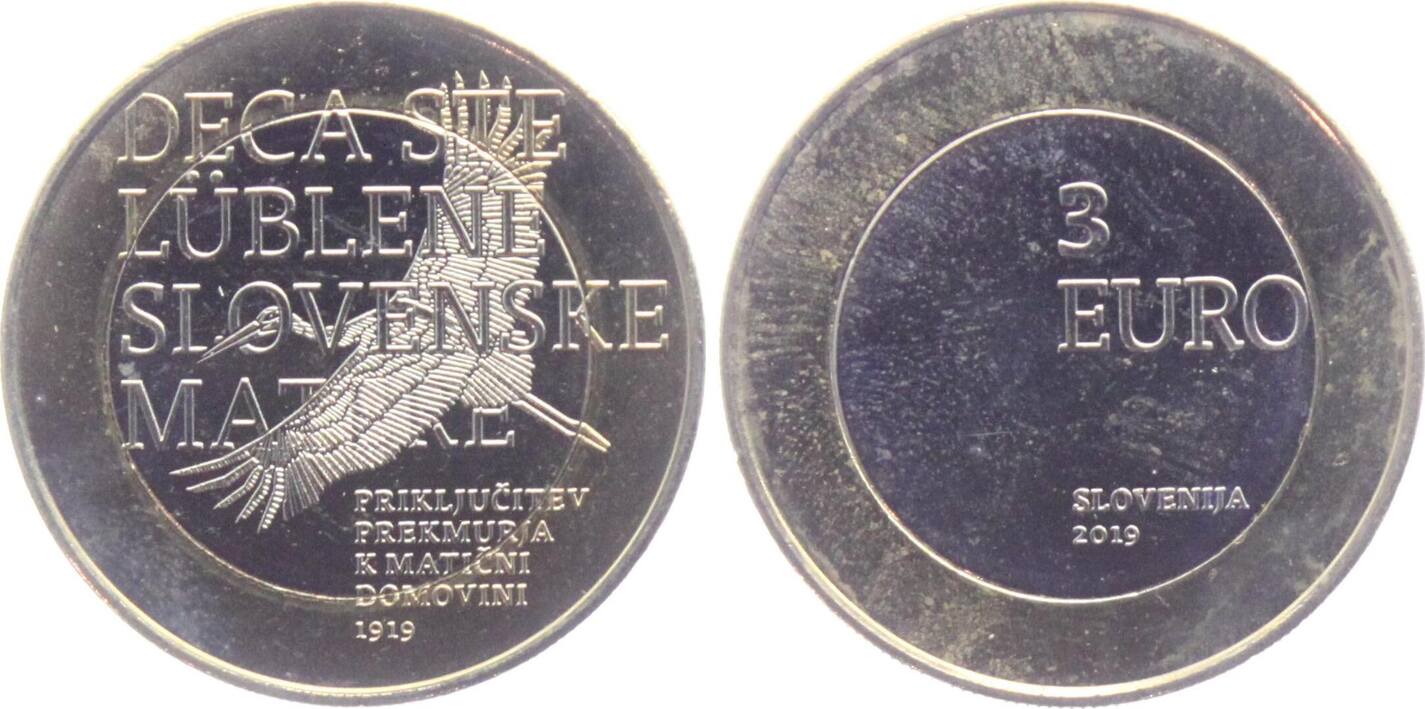 DECA STE
LÜBLENE
SLOVENSKE
MATERE
PRIKLJUČITEV
PREKMURJA
K MATIČNI
DOMOVINI
1919
3
EURO
SLOVENIJA
2019